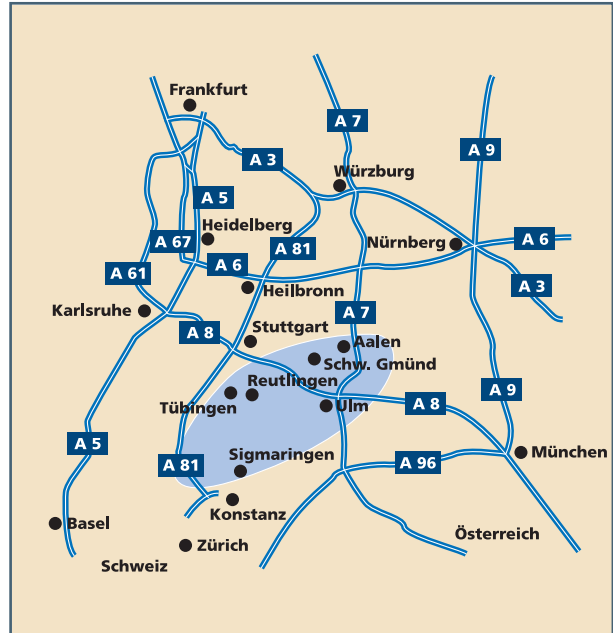 Frankfurt
A 7
A 9
A 3
Würzburg
A 5
Heidelberg
A 67
A 81
Nürnberg
A 6
A 61
A 6
A 3
Heilbronn
Karlsruhe
A 8
Stuttgart
A 7
Aalen
Schw. Gmünd
Reutlingen
Tübingen
Ulm
A 8
A 9
A 5
A 81
Sigmaringen
A 96
München
Konstanz
Basel
Österreich
Zürich
Schweiz